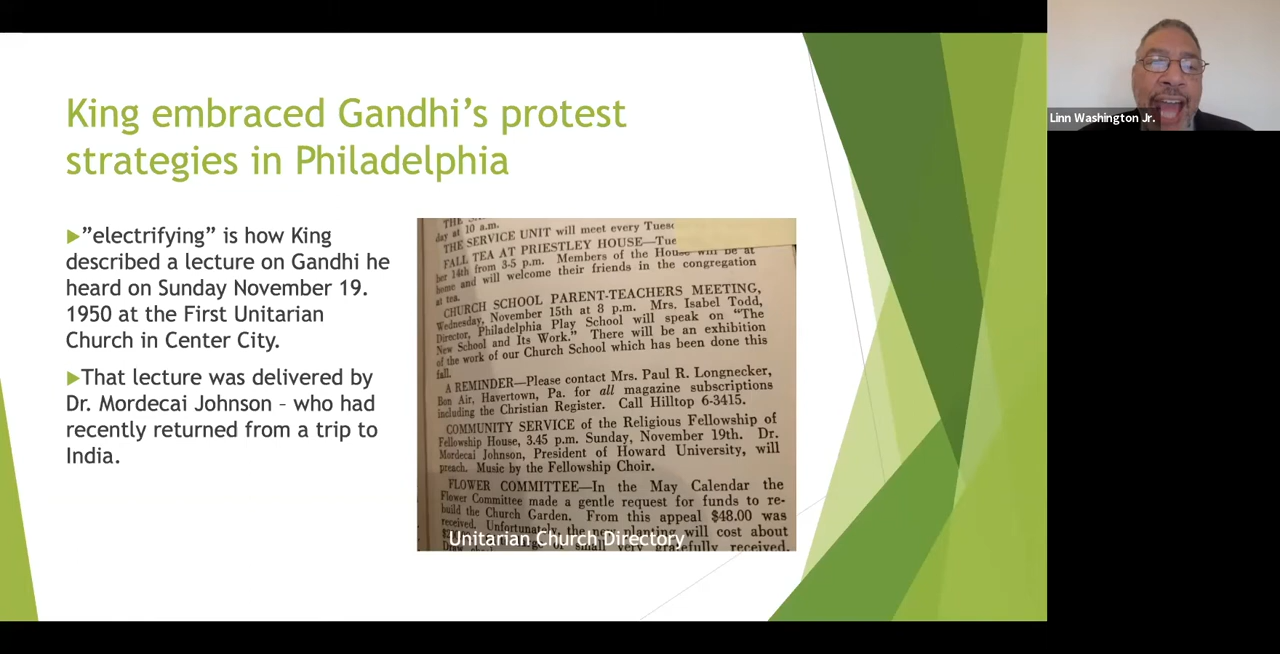 King embraced Gandhi's protest
strategies in Philadelphia
”electrifying” is how King
described a lecture on Gandhi he
heard on Sunday November 19.
1950 at the First Unitarian
Church in Center City.
That lecture was delivered by
Dr. Mordecai Johnson – who had
recently returned from a trip to
India.
THE
day at 10 a.m.
THE SERVICE UNIT will meet every Tues
FALL TEA AT PRIESTLEY HOUSE—Tue
ber 14th from 3-5 p.m. Members of the House will be at
home and will welcome their friends in the congregation
at tea.
CHURCH SCHOOL PARENT-TEACHERS MEETING,
Wednesday, November 15th at 8 p.m. Mrs. Isabel Todd,
Director, Philadelphia Play School will speak on “The
New School and Its Work.” There will be an exhibition
of the work of our Church School which has been done this
fall.
A REMINDER—Please contact Mrs. Paul R. Longnecker,
Bon Air, Havertown, Pa. for all magazine subscriptions
including the Christian Register. Call Hilltop 6-3415.
COMMUNITY SERVICE of the Religious Fellowship of
Fellowship House, 3.45 p.m. Sunday, November 19th. Dr.
Mordecai Johnson, President of Howard University, will
preach. Music by the Fellowship Choir.
FLOWER COMMITTEE—In the May Calendar the
Flower Committee made a gentle request for funds to re-
build the Church Garden. From this appeal $48.00 was
received. Unfortunately, the new planting will cost about
small very gratefully received.
Unitarian Church Directory
Linn Washington Jr.